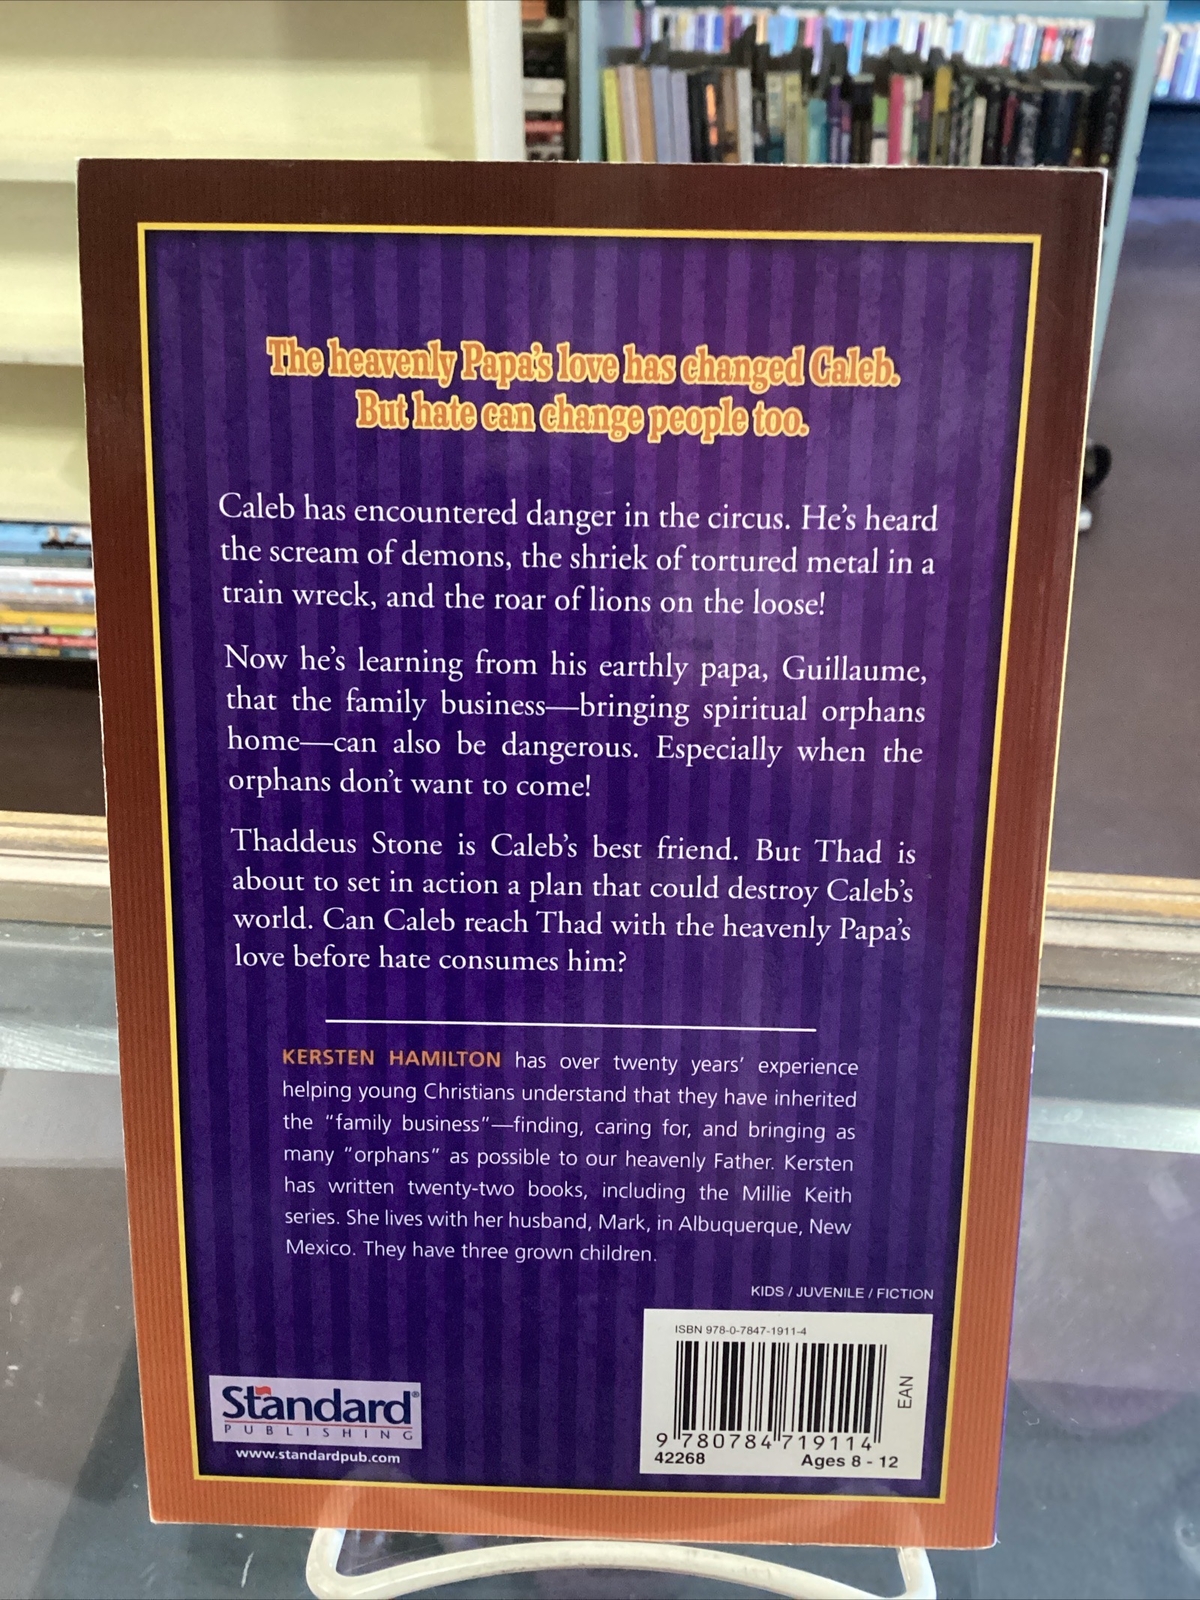 The heavenly Papa's love has changed Caleb.
But hate can change people too.
Caleb has encountered danger in the circus. He's heard
the scream of demons, the shriek of tortured metal in a
train wreck, and the roar of lions on the loose!
Now he's learning from his earthly papa, Guillaume,
that the family business—bringing spiritual orphans
home—can also be dangerous. Especially when the
orphans don't want to come!
Thaddeus Stone is Caleb's best friend. But Thad is
about to set in action a plan that could destroy Caleb's
world. Can Caleb reach Thad with the heavenly Papa's
love before hate consumes him?
KERSTEN HAMILTON has over twenty years' experience
helping young Christians understand that they have inherited
the "family business"—finding, caring for, and bringing as
many "orphans" as possible to our heavenly Father. Kersten
has written twenty-two books, including the Millie Keith
series. She lives with her husband, Mark, in Albuquerque, New
Mexico. They have three grown children.
KIDS / JUVENILE / FICTION
ISBN 978-0-7847-1911-4
EAN
9 780784 719114
42268 Ages 8 - 12
Standard®
PUBLISHING
www.standardpub.com